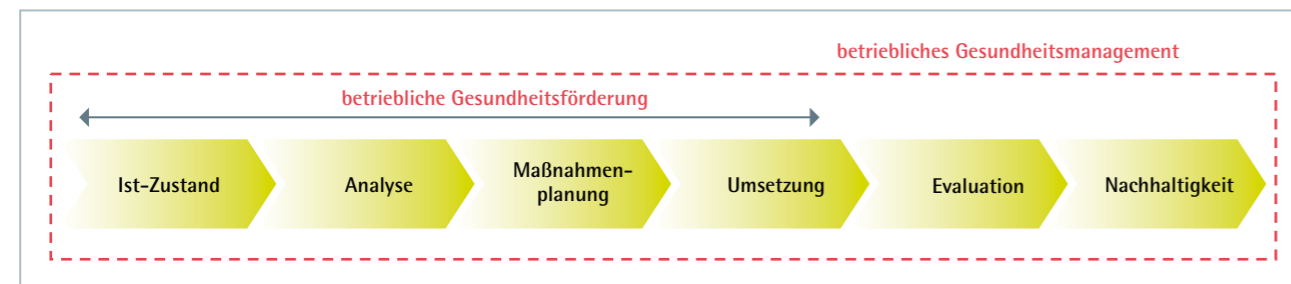 betriebliches Gesundheitsmanagement
betriebliche Gesundheitsförderung
Ist-Zustand
Analyse
Maßnahmen-
planung
Umsetzung
Evaluation
Nachhaltigkeit